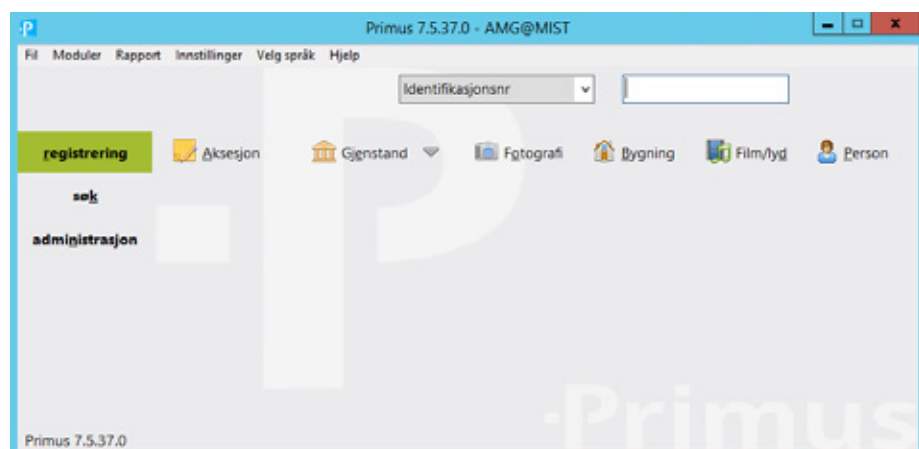 Primus 7.5.37.0 - AMG@MIST
Fil Moduler Rapport Innstillinger Velg språk Hjelp
Identifikasjonsnr
registrering Aksesjon Gjenstand Fotografi Bygning Film/lyd Person
søk
administrasjon
Primus
Primus 7.5.37.0